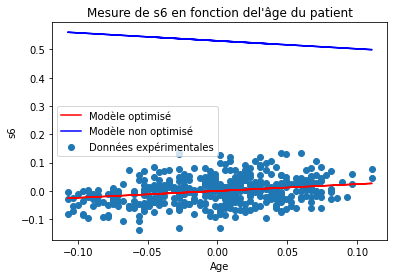 Mesure de s6 en fonction del'âge du patient
0.5
0.4
0.3
0.2
0.1
0.0
−0.1
s6
Modèle optimisé
Modèle non optimisé
Données expérimentales
−0.10
−0.05
0.00
0.05
0.10
Age